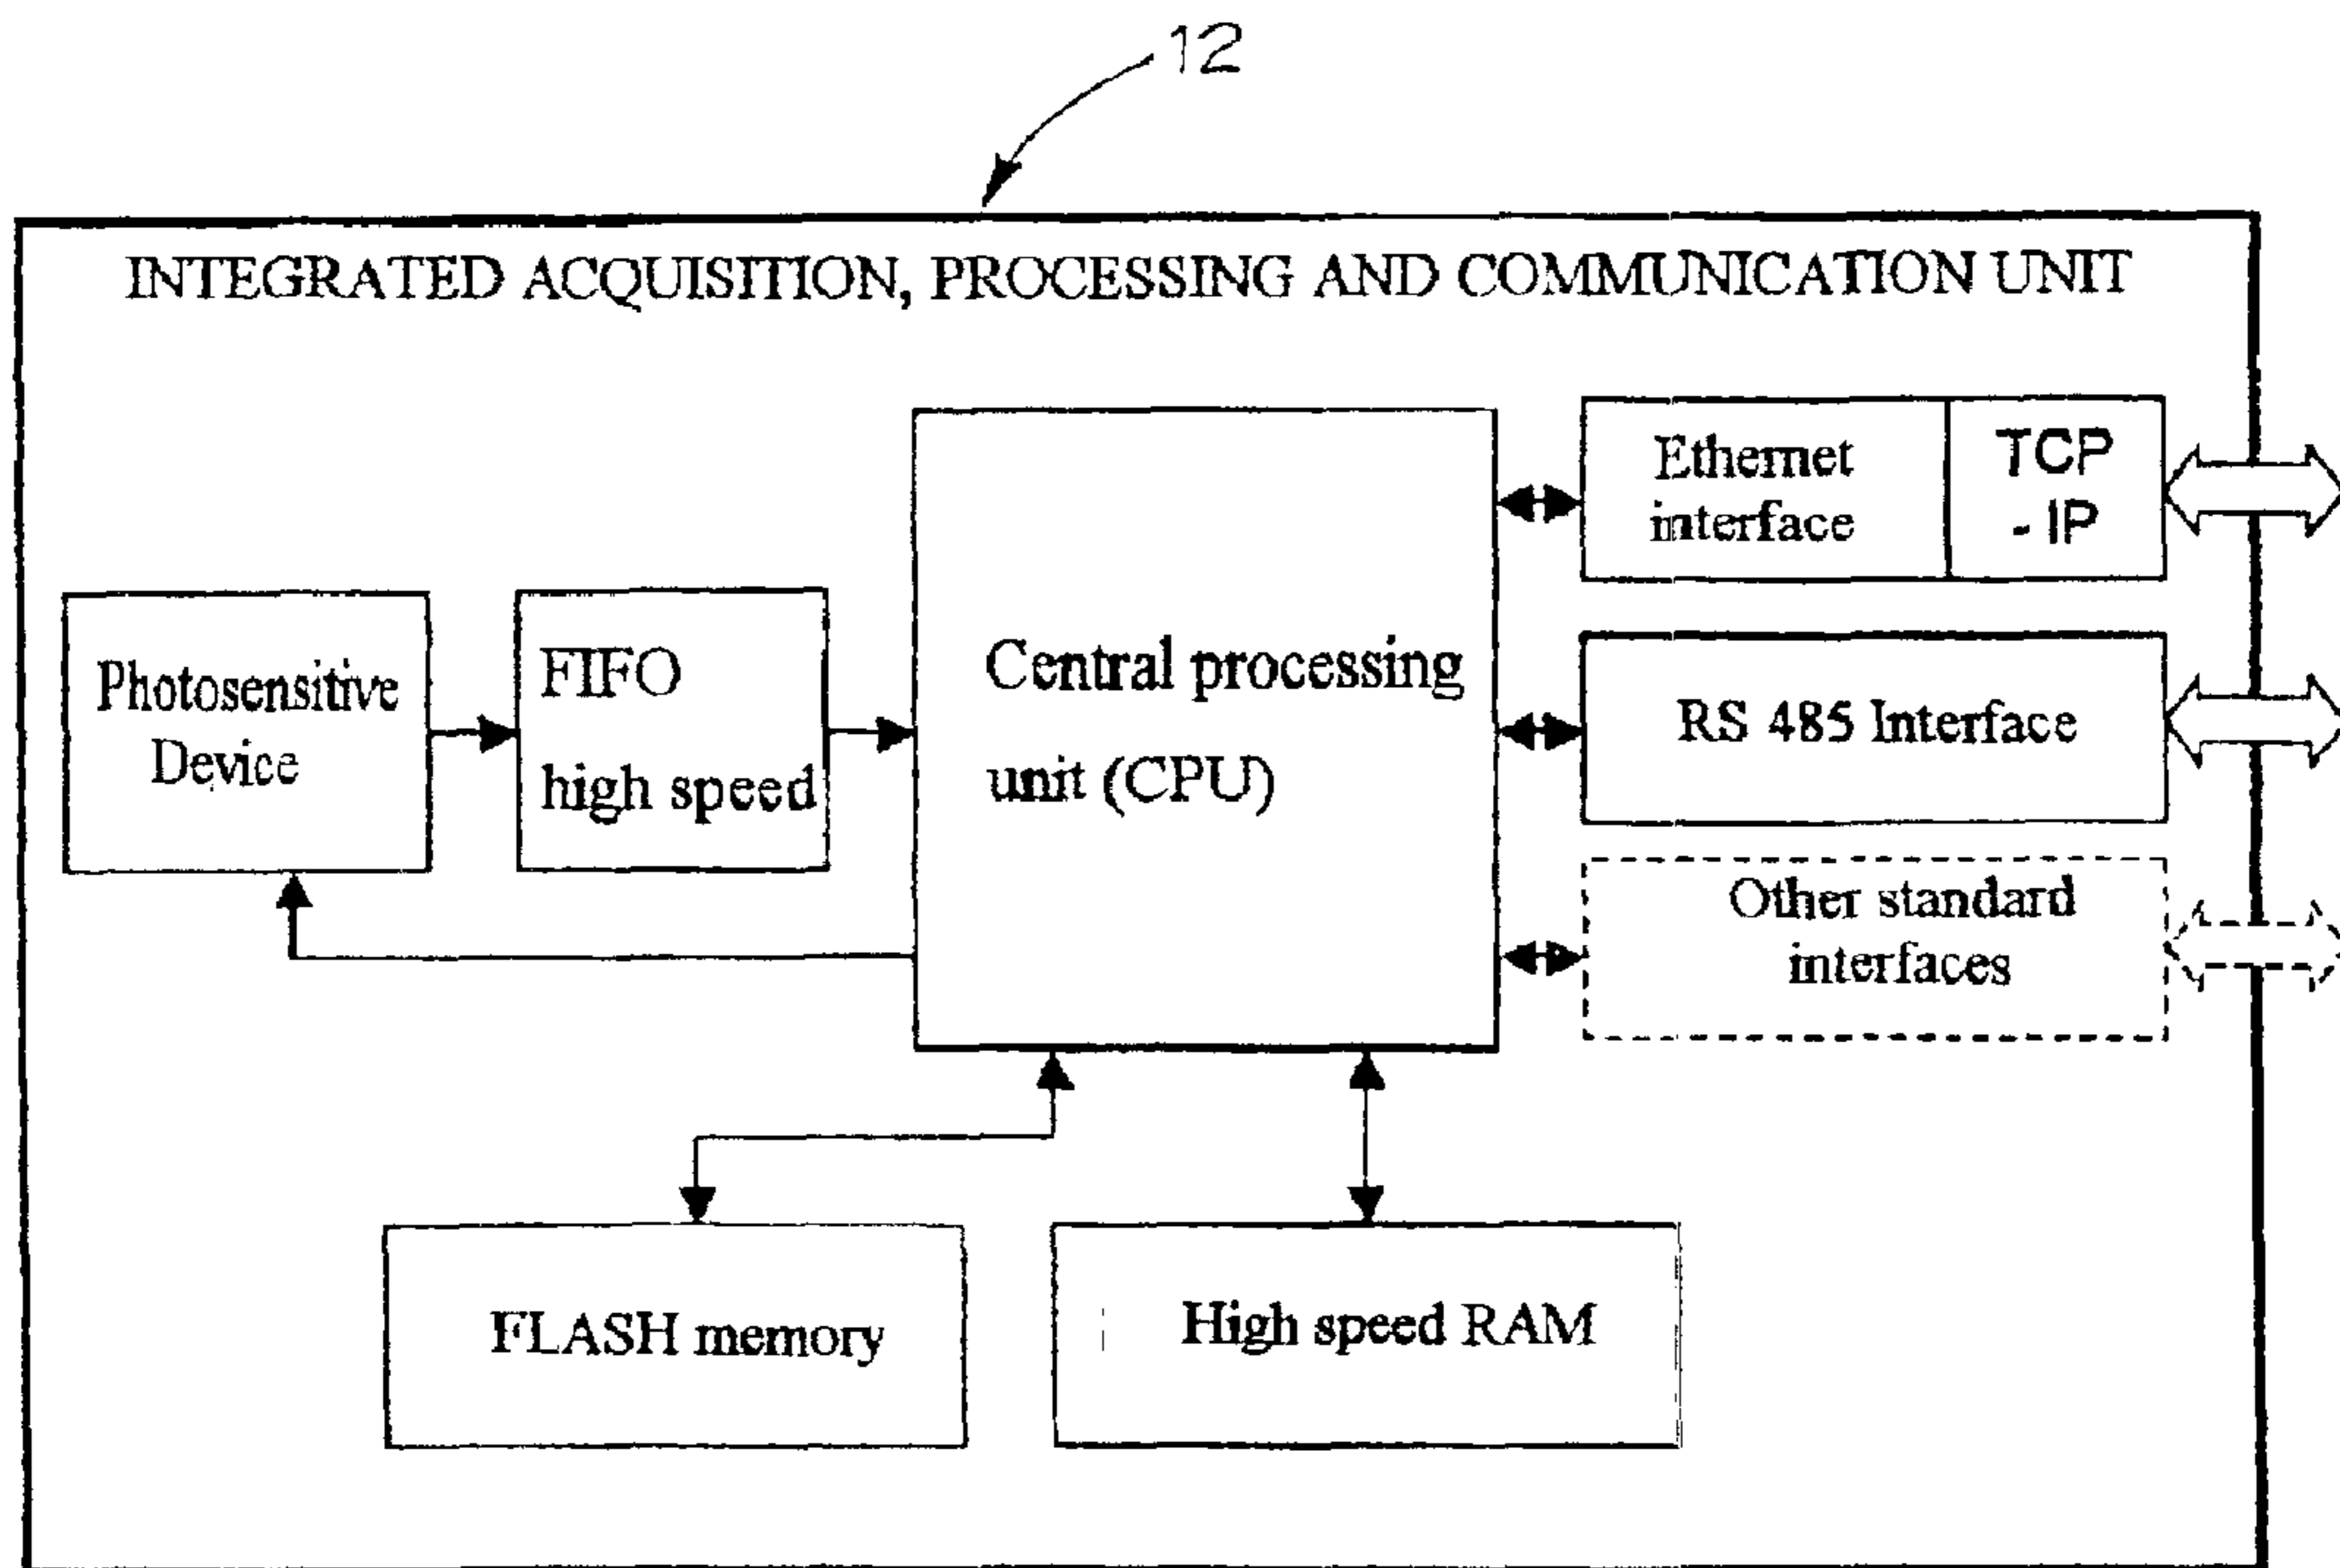 12
INTEGRATED ACQUISITION, PROCESSING AND COMMUNICATION UNIT
Photosensitive
Device
FIFO
high speed
Central processing
unit (CPU)
Ethernet
interface
TCP
- IP
RS 485 Interface
Other standard
interfaces
FLASH memory
High speed RAM